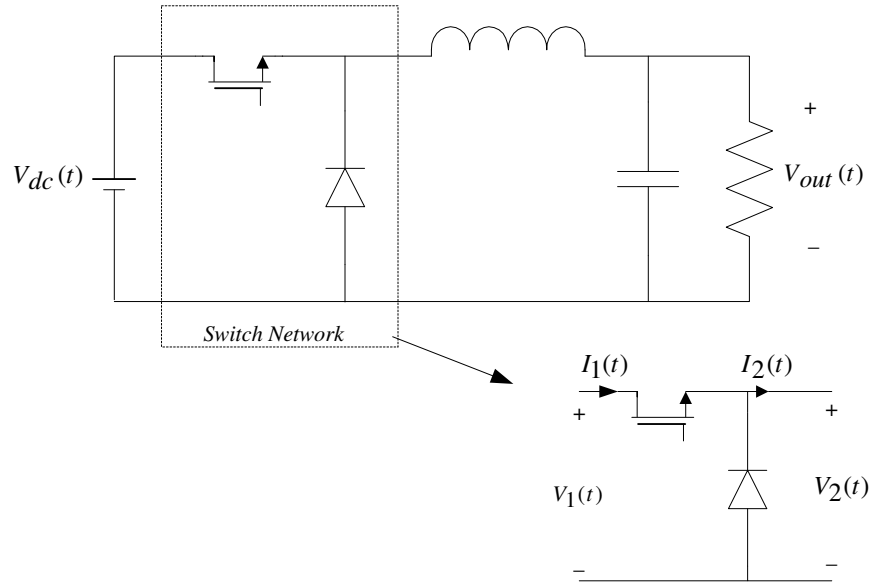 +
V_dc(t)
V_out(t)
−
Switch Network
I_1(t)
I_2(t)
+
+
V_1(t)
V_2(t)
−
−